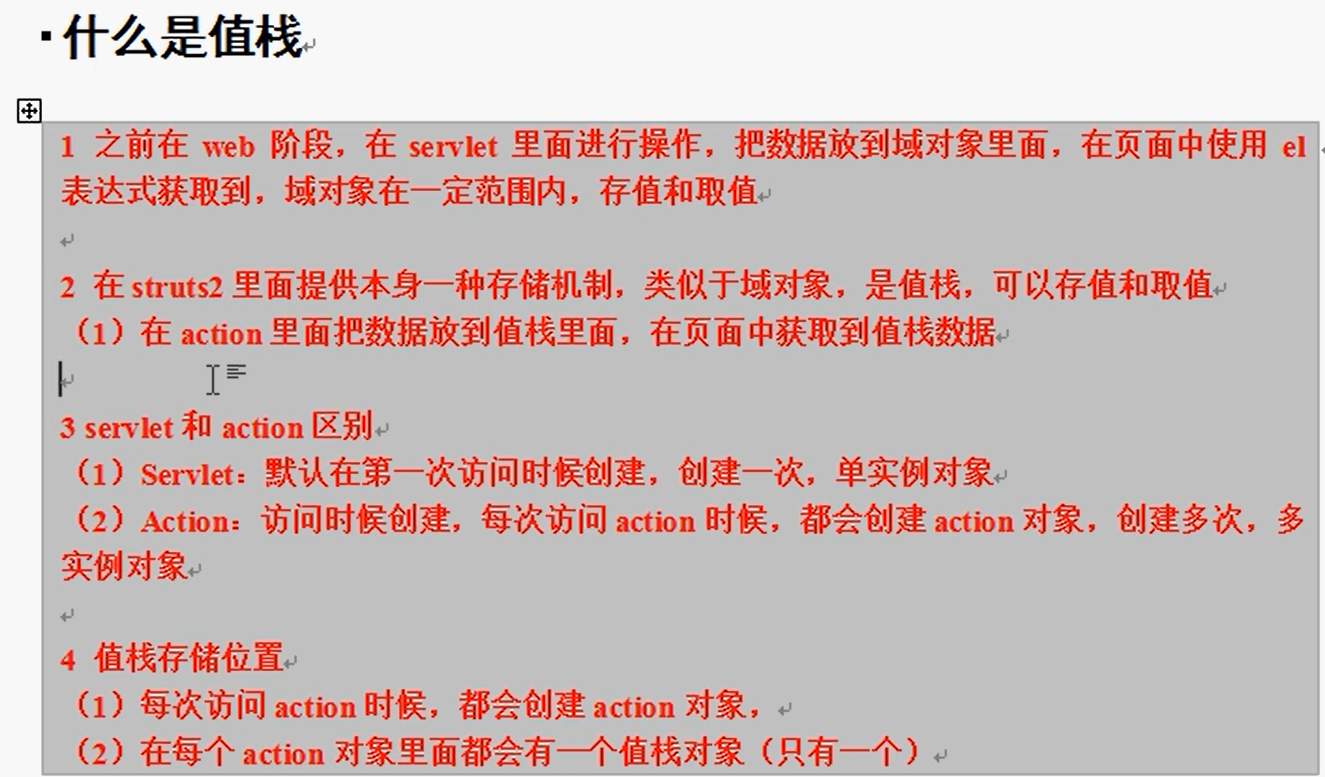 ▪什么是值栈
1 之前在 web 阶段，在 servlet 里面进行操作，把数据放到域对象里面，在页面中使用 el
表达式获取到，域对象在一定范围内，存值和取值
2 在 struts2 里面提供本身一种存储机制，类似于域对象，是值栈，可以存值和取值
（1）在 action 里面把数据放到值栈里面，在页面中获取到值栈数据
3 servlet 和 action 区别
（1）Servlet：默认在第一次访问时候创建，创建一次，单实例对象
（2）Action：访问时候创建，每次访问 action 时候，都会创建 action 对象，创建多次，多
实例对象
4 值栈存储位置
（1）每次访问 action 时候，都会创建 action 对象，
（2）在每个 action 对象里面都会有一个值栈对象（只有一个）